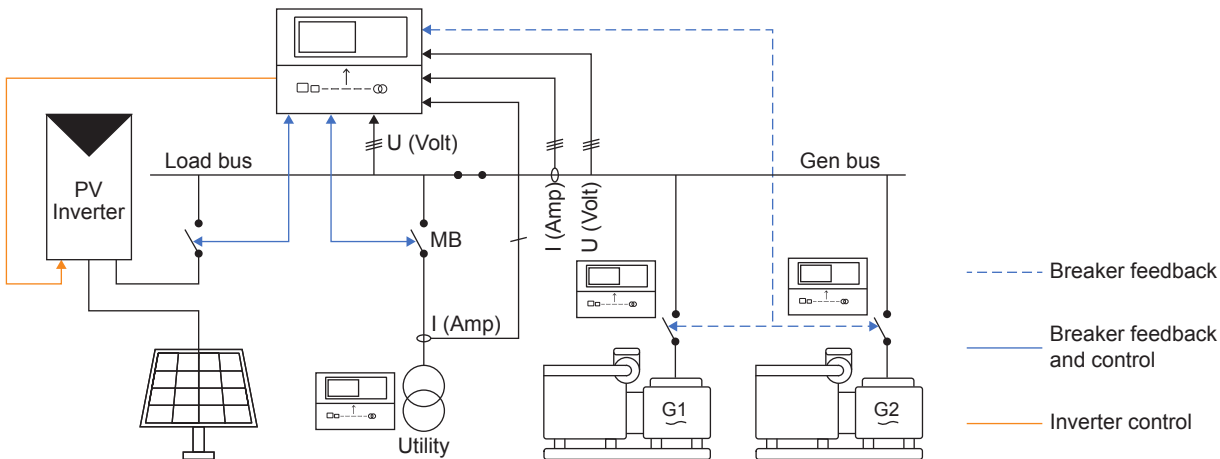 U (Volt)
Load bus
Gen bus
PV
Inverter
I (Amp)
U (Volt)
MB
I (Amp)
Utility
G1
G2
Breaker feedback
Breaker feedback
and control
Inverter control